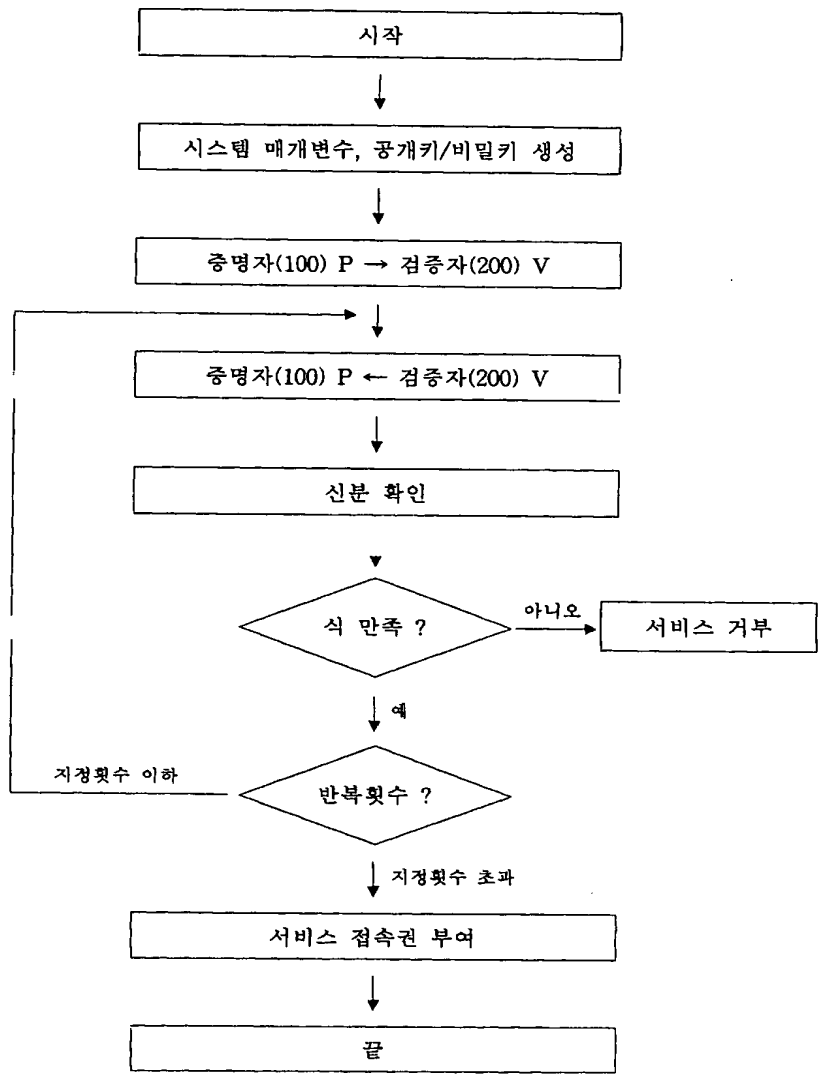 시작
시스템 매개변수, 공개키/비밀키 생성
증명자(100) P → 검증자(200) V
증명자(100) P ← 검증자(200) V
신분 확인
식 만족 ?
아니오
서비스 거부
예
지정횟수 이하
반복횟수 ?
지정횟수 초과
서비스 접속권 부여
끝